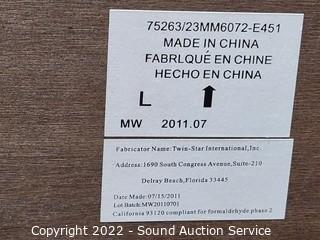 75263/23MM6072-E451
MADE IN CHINA
FABRLQUÉ EN CHINE
HECHO EN CHINA
L
MW 2011.07
Fabricator Name:Twin-Star International,Inc.
Address:1690 South Congress Avenue,Suite-210
Delray Beach,Florida 33445
Date Made:07/15/2011
Lot Batch:MW20110701
California 93120 compliant for formaldrhyde,phase 2
Copyright 2022 - Sound Auction Service